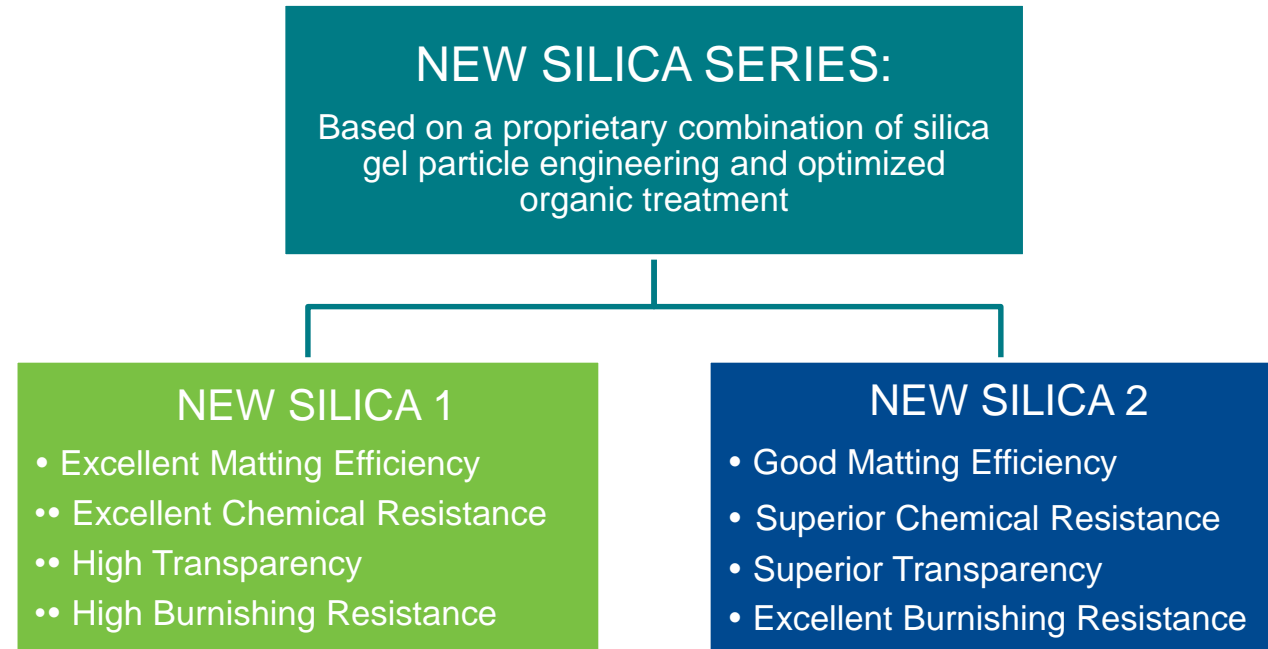 NEW SILICA SERIES:
Based on a proprietary combination of silica
gel particle engineering and optimized
organic treatment
NEW SILICA 1
• Excellent Matting Efficiency
•• Excellent Chemical Resistance
•• High Transparency
•• High Burnishing Resistance
NEW SILICA 2
• Good Matting Efficiency
• Superior Chemical Resistance
• Superior Transparency
• Excellent Burnishing Resistance